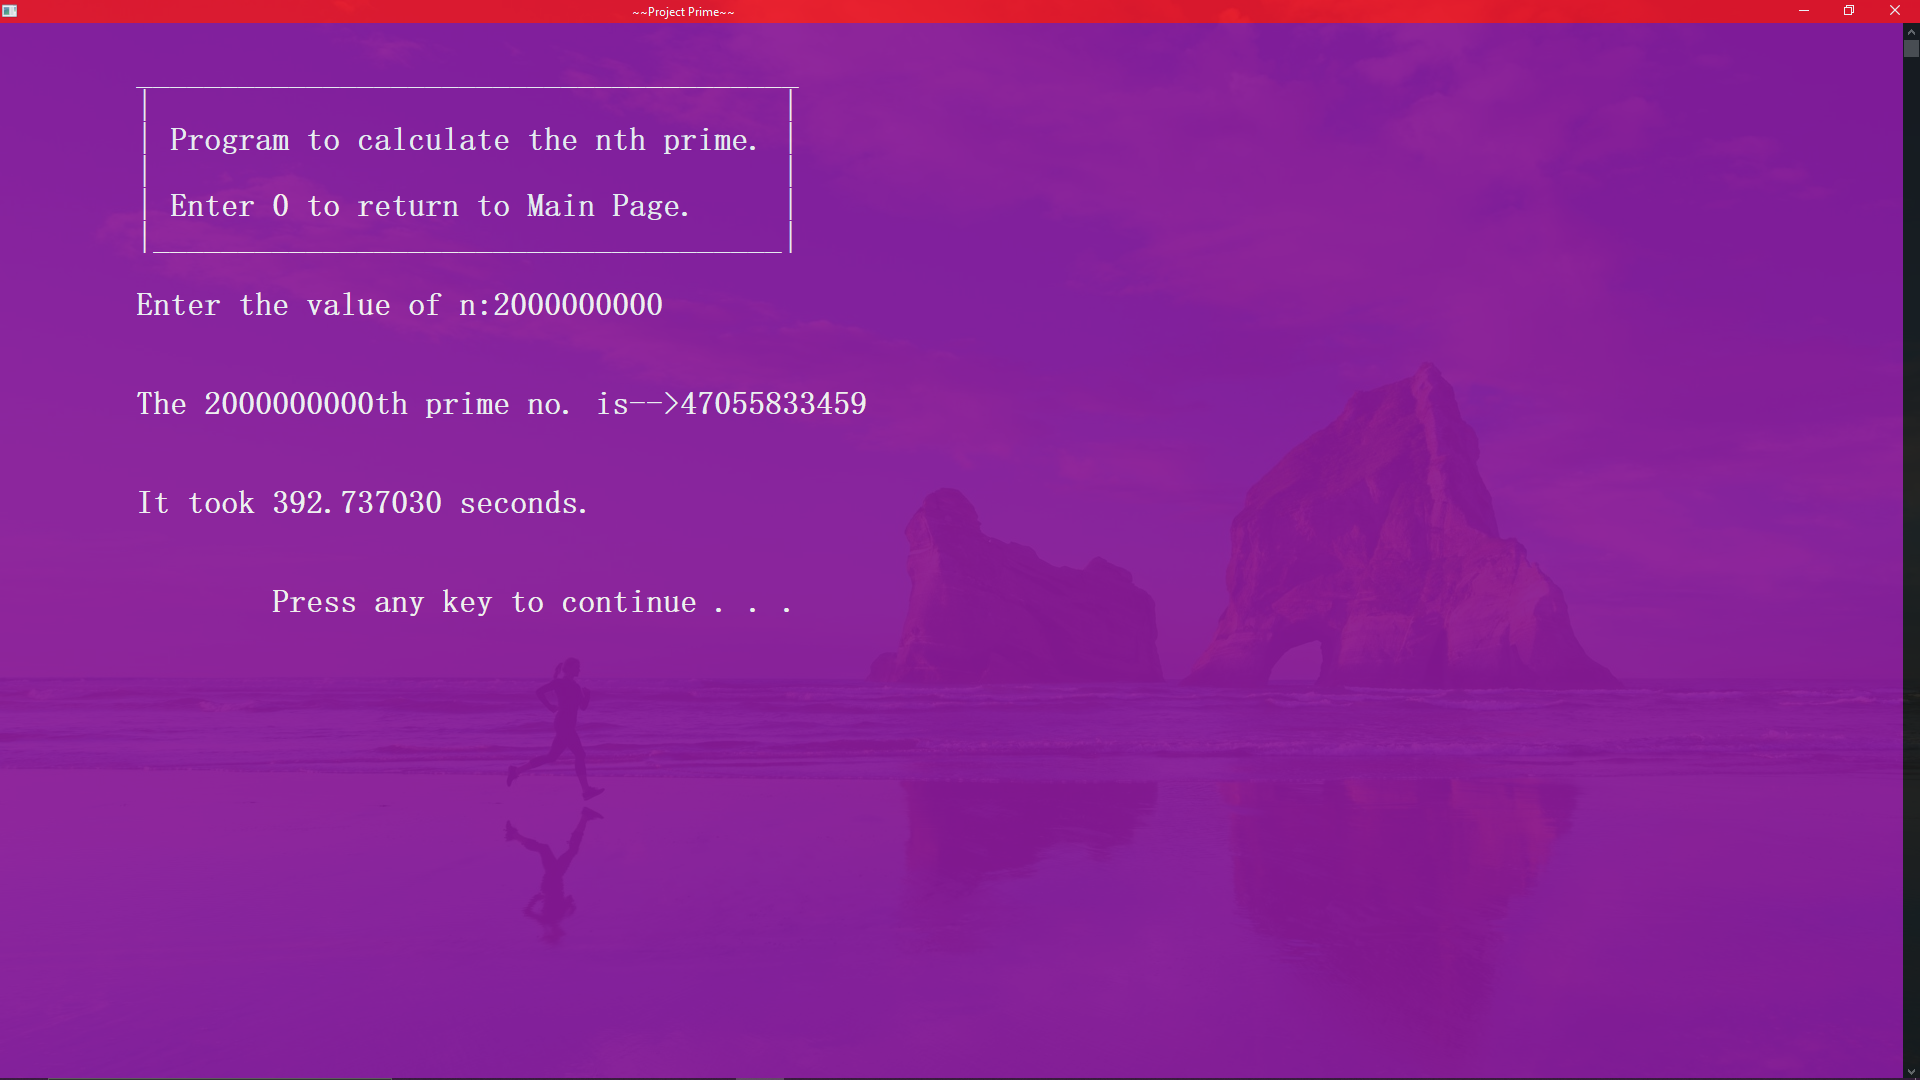 ~~Project Prime~~
Program to calculate the nth prime.
Enter 0 to return to Main Page.
Enter the value of n:2000000000
The 2000000000th prime no. is-->47055833459
It took 392.737030 seconds.
Press any key to continue . . .